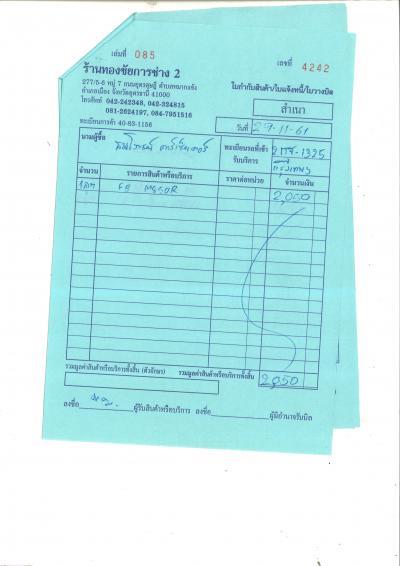 เล่มที่ 085
เลขที่ 4242
ร้านทองชัยการช่าง 2
277/5-6 หมู่ 7 ถนนอุดรดุษฎี ตำบลหมากแข้ง
อำเภอเมือง จังหวัดอุดรธานี 41000
โทรศัพท์ 042-242348, 042-324815
081-2624197, 084-7951516
ทะเบียนการค้า 40-83-1156
ใบกำกับสินค้า/ใบแจ้งหนี้/ใบวางบิล
สำเนา
วันที่ 29-11-61
นามผู้ซื้อ
ทะเบียนรถที่เข้ารับบริการ -1335
กรุงเทพฯ
จำนวน รายการสินค้าหรือบริการ ราคาต่อหน่วย จำนวนเงิน
2,050
รวมมูลค่าสินค้าหรือบริการทั้งสิ้น (ตัวอักษร) รวมมูลค่าสินค้าหรือบริการทั้งสิ้น 2,050
ลงชื่อ ผู้รับสินค้าหรือบริการ ลงชื่อ ผู้มีอำนาจรับบิล